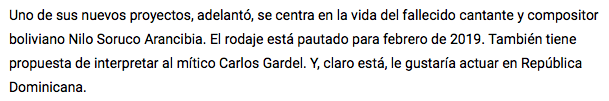 Uno de sus nuevos proyectos, adelantó, se centra en la vida del fallecido cantante y compositor
boliviano Nilo Soruco Arancibia. El rodaje está pautado para febrero de 2019. También tiene
propuesta de interpretar al mítico Carlos Gardel. Y, claro está, le gustaría actuar en República
Dominicana.